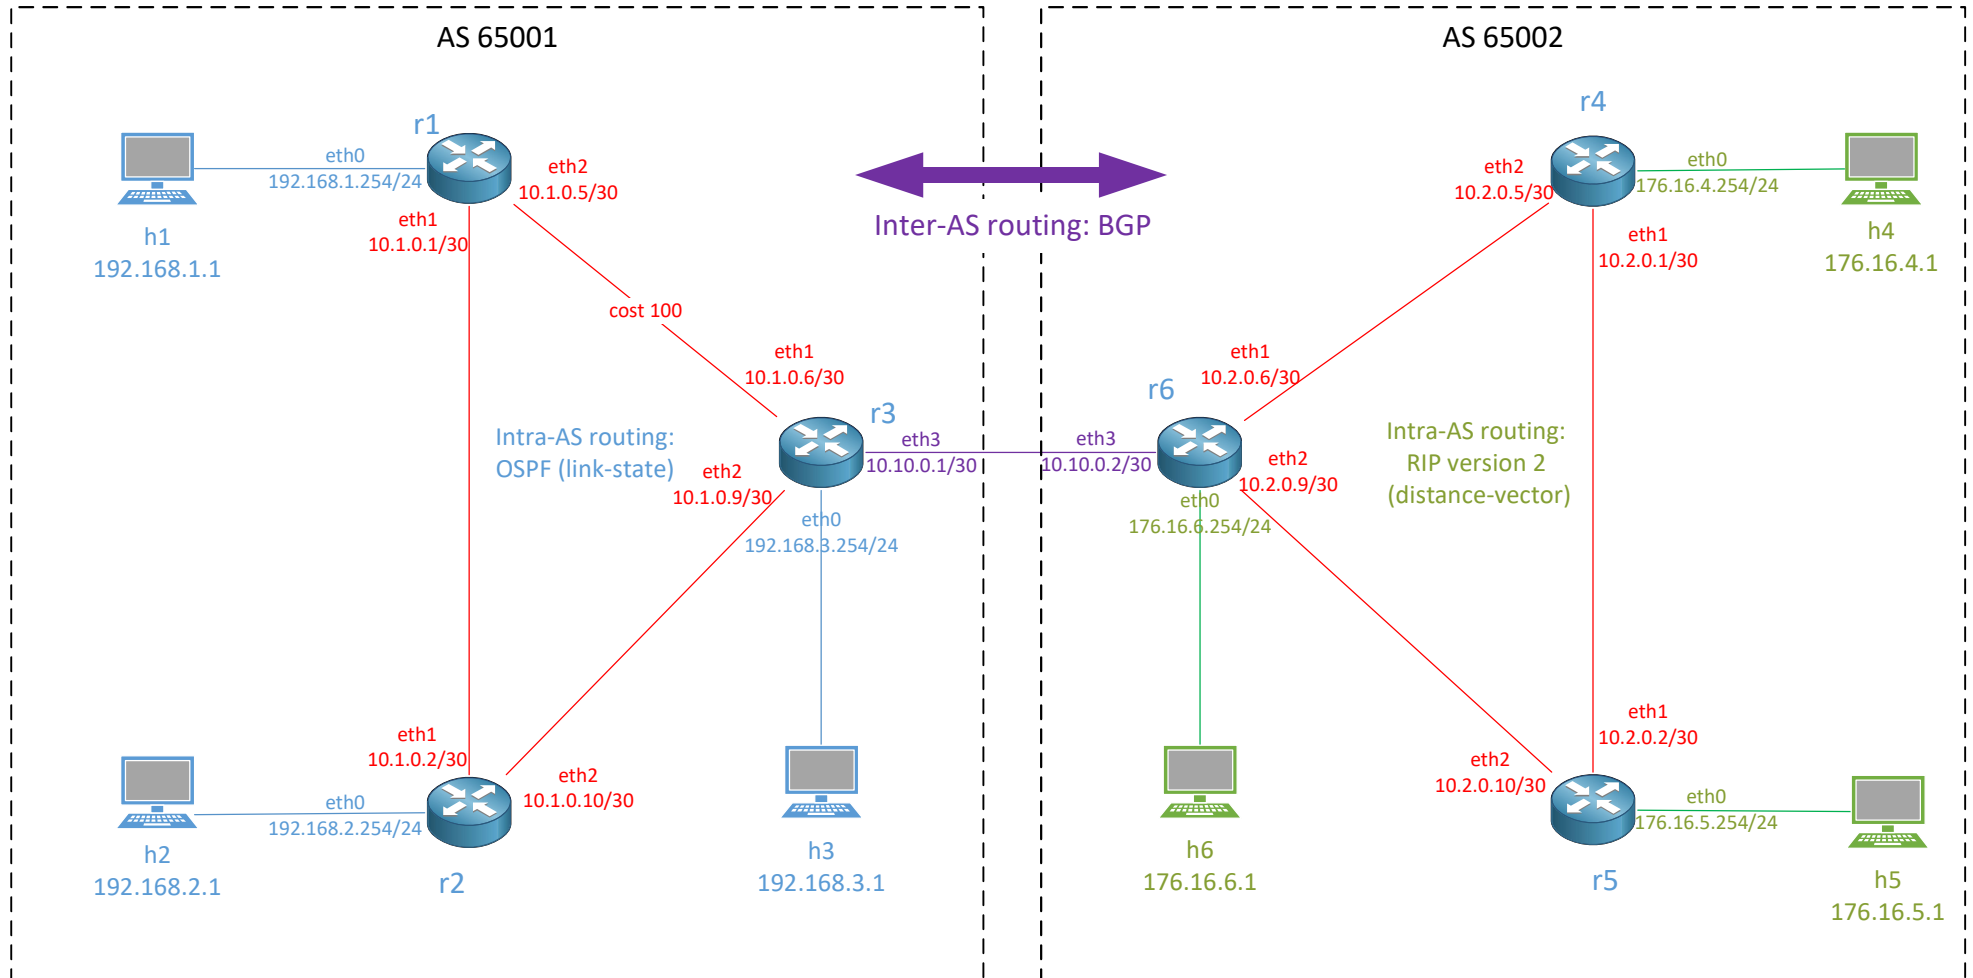 AS 65001
AS 65002
r1
eth0
192.168.1.254/24
eth2
10.1.0.5/30
eth1
10.1.0.1/30
h1
192.168.1.1
cost 100
eth1
10.1.0.6/30
r3
Intra-AS routing:
OSPF (link-state)
eth2
10.1.0.9/30
eth3
10.10.0.1/30
eth0
192.168.3.254/24
eth1
10.1.0.2/30
eth2
10.1.0.10/30
eth0
192.168.2.254/24
h2
192.168.2.1
r2
h3
192.168.3.1
Inter-AS routing: BGP
r4
eth2
10.2.0.5/30
eth0
176.16.4.254/24
eth1
10.2.0.1/30
h4
176.16.4.1
eth1
10.2.0.6/30
r6
eth3
10.10.0.2/30
eth2
10.2.0.9/30
eth0
176.16.6.254/24
Intra-AS routing:
RIP version 2
(distance-vector)
eth1
10.2.0.2/30
eth2
10.2.0.10/30
eth0
176.16.5.254/24
h6
176.16.6.1
r5
h5
176.16.5.1